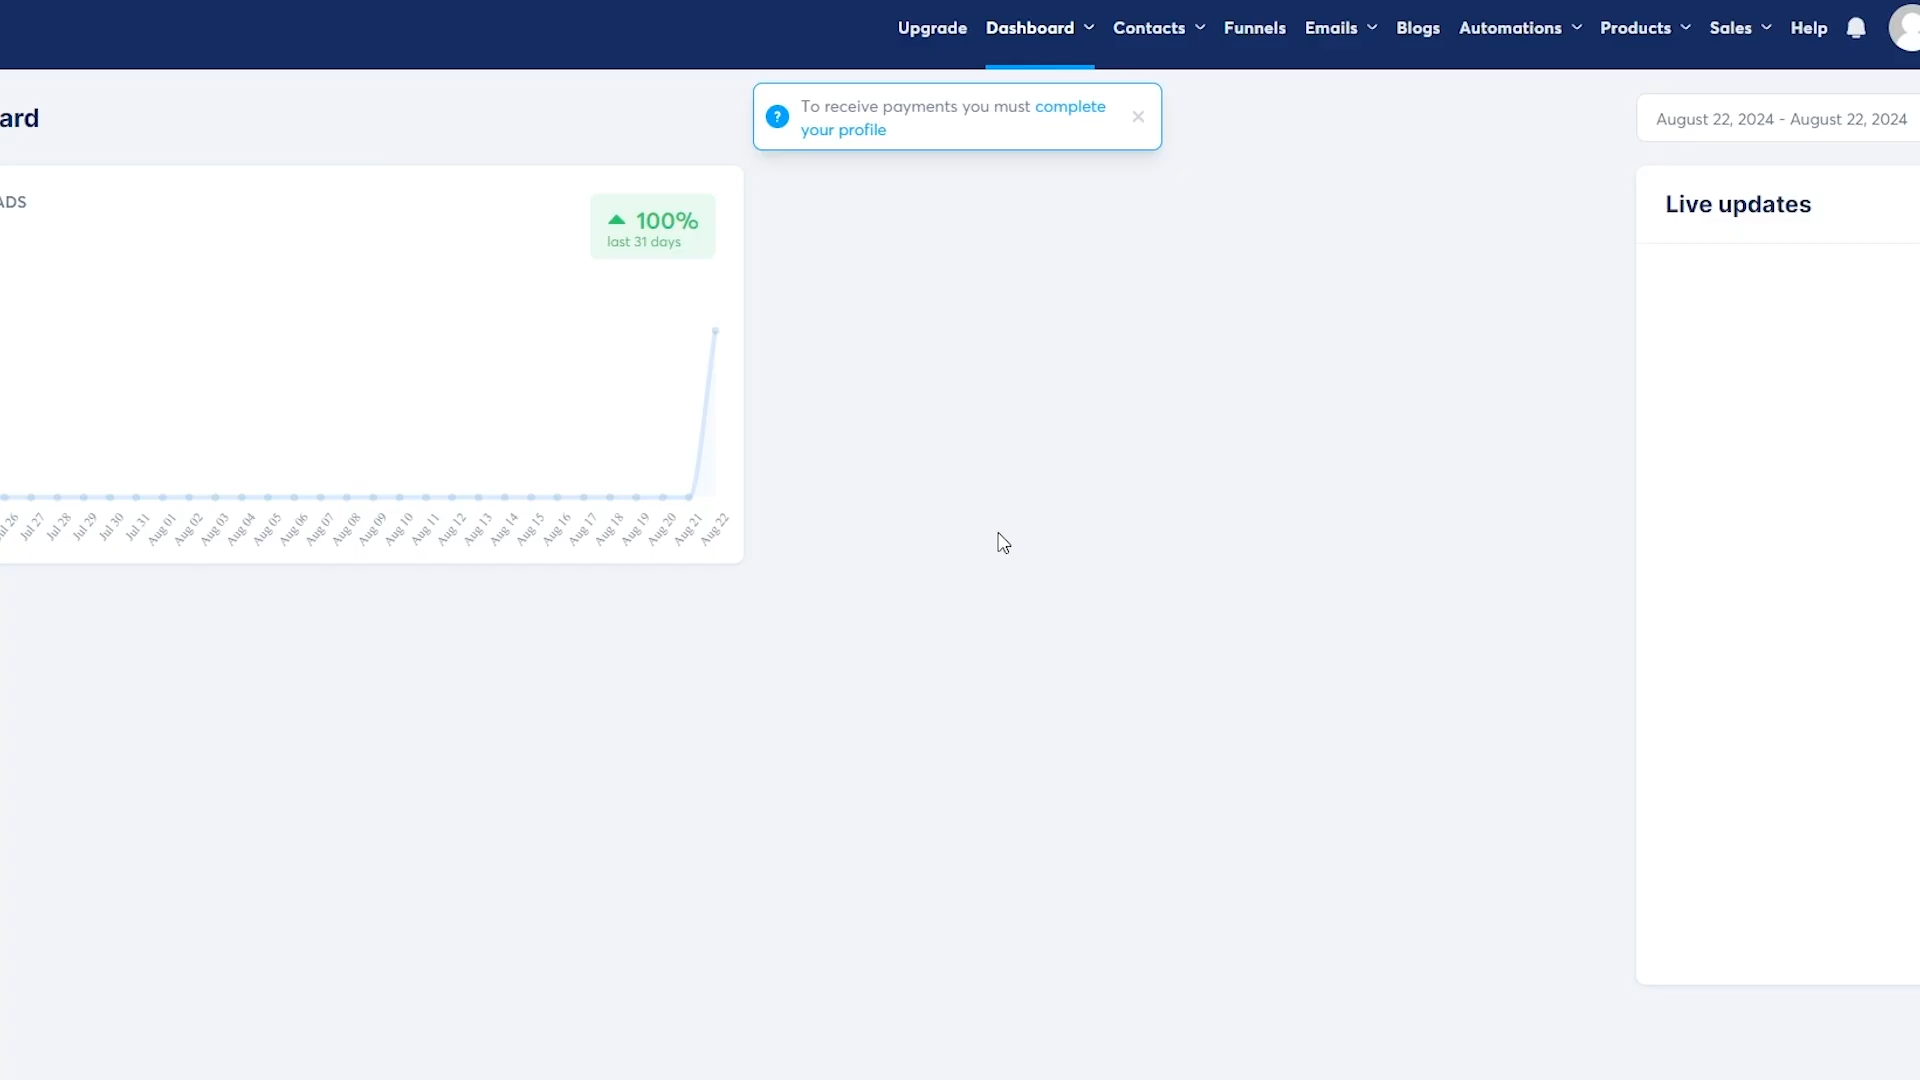 Upgrade Dashboard Contacts Funnels Emails Blogs Automations Products Sales Help
ard
? To receive payments you must complete
your profile
August 22, 2024 - August 22, 2024
ADS
100%
last 31 days
Live updates
Jul 26 Jul 27 Jul 28 Jul 29 Jul 30 Jul 31 Aug 01 Aug 02 Aug 03 Aug 04 Aug 05 Aug 06 Aug 07 Aug 08 Aug 09 Aug 10 Aug 11 Aug 12 Aug 13 Aug 14 Aug 15 Aug 16 Aug 17 Aug 18 Aug 19 Aug 20 Aug 21 Aug 22